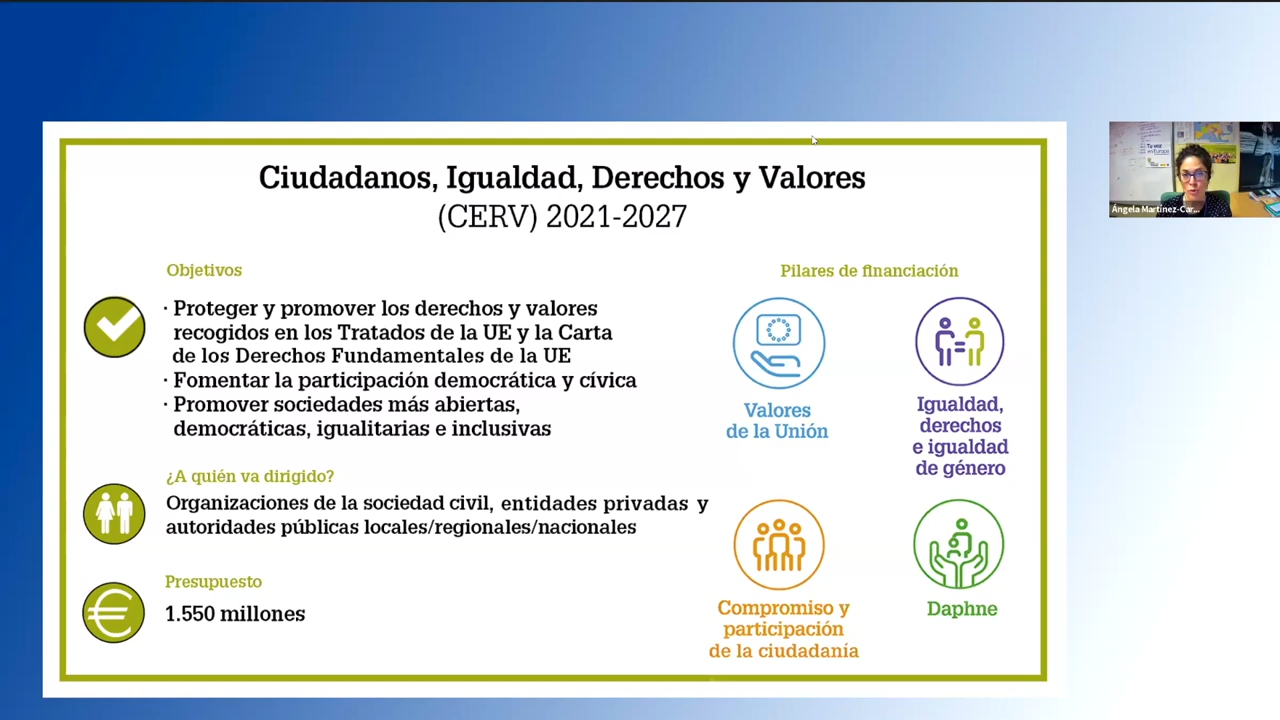 Ciudadanos, Igualdad, Derechos y Valores
(CERV) 2021-2027
Objetivos
· Proteger y promover los derechos y valores
recogidos en los Tratados de la UE y la Carta
de los Derechos Fundamentales de la UE
· Fomentar la participación democrática y cívica
· Promover sociedades más abiertas,
democráticas, igualitarias e inclusivas
¿A quién va dirigido?
Organizaciones de la sociedad civil, entidades privadas y
autoridades públicas locales/regionales/nacionales
Presupuesto
1.550 millones
Pilares de financiación
Valores
de la Unión
Igualdad,
derechos
e igualdad
de género
Compromiso y
participación
de la ciudadanía
Daphne
Tu voz
en Europa
Ángela Martínez-Car...